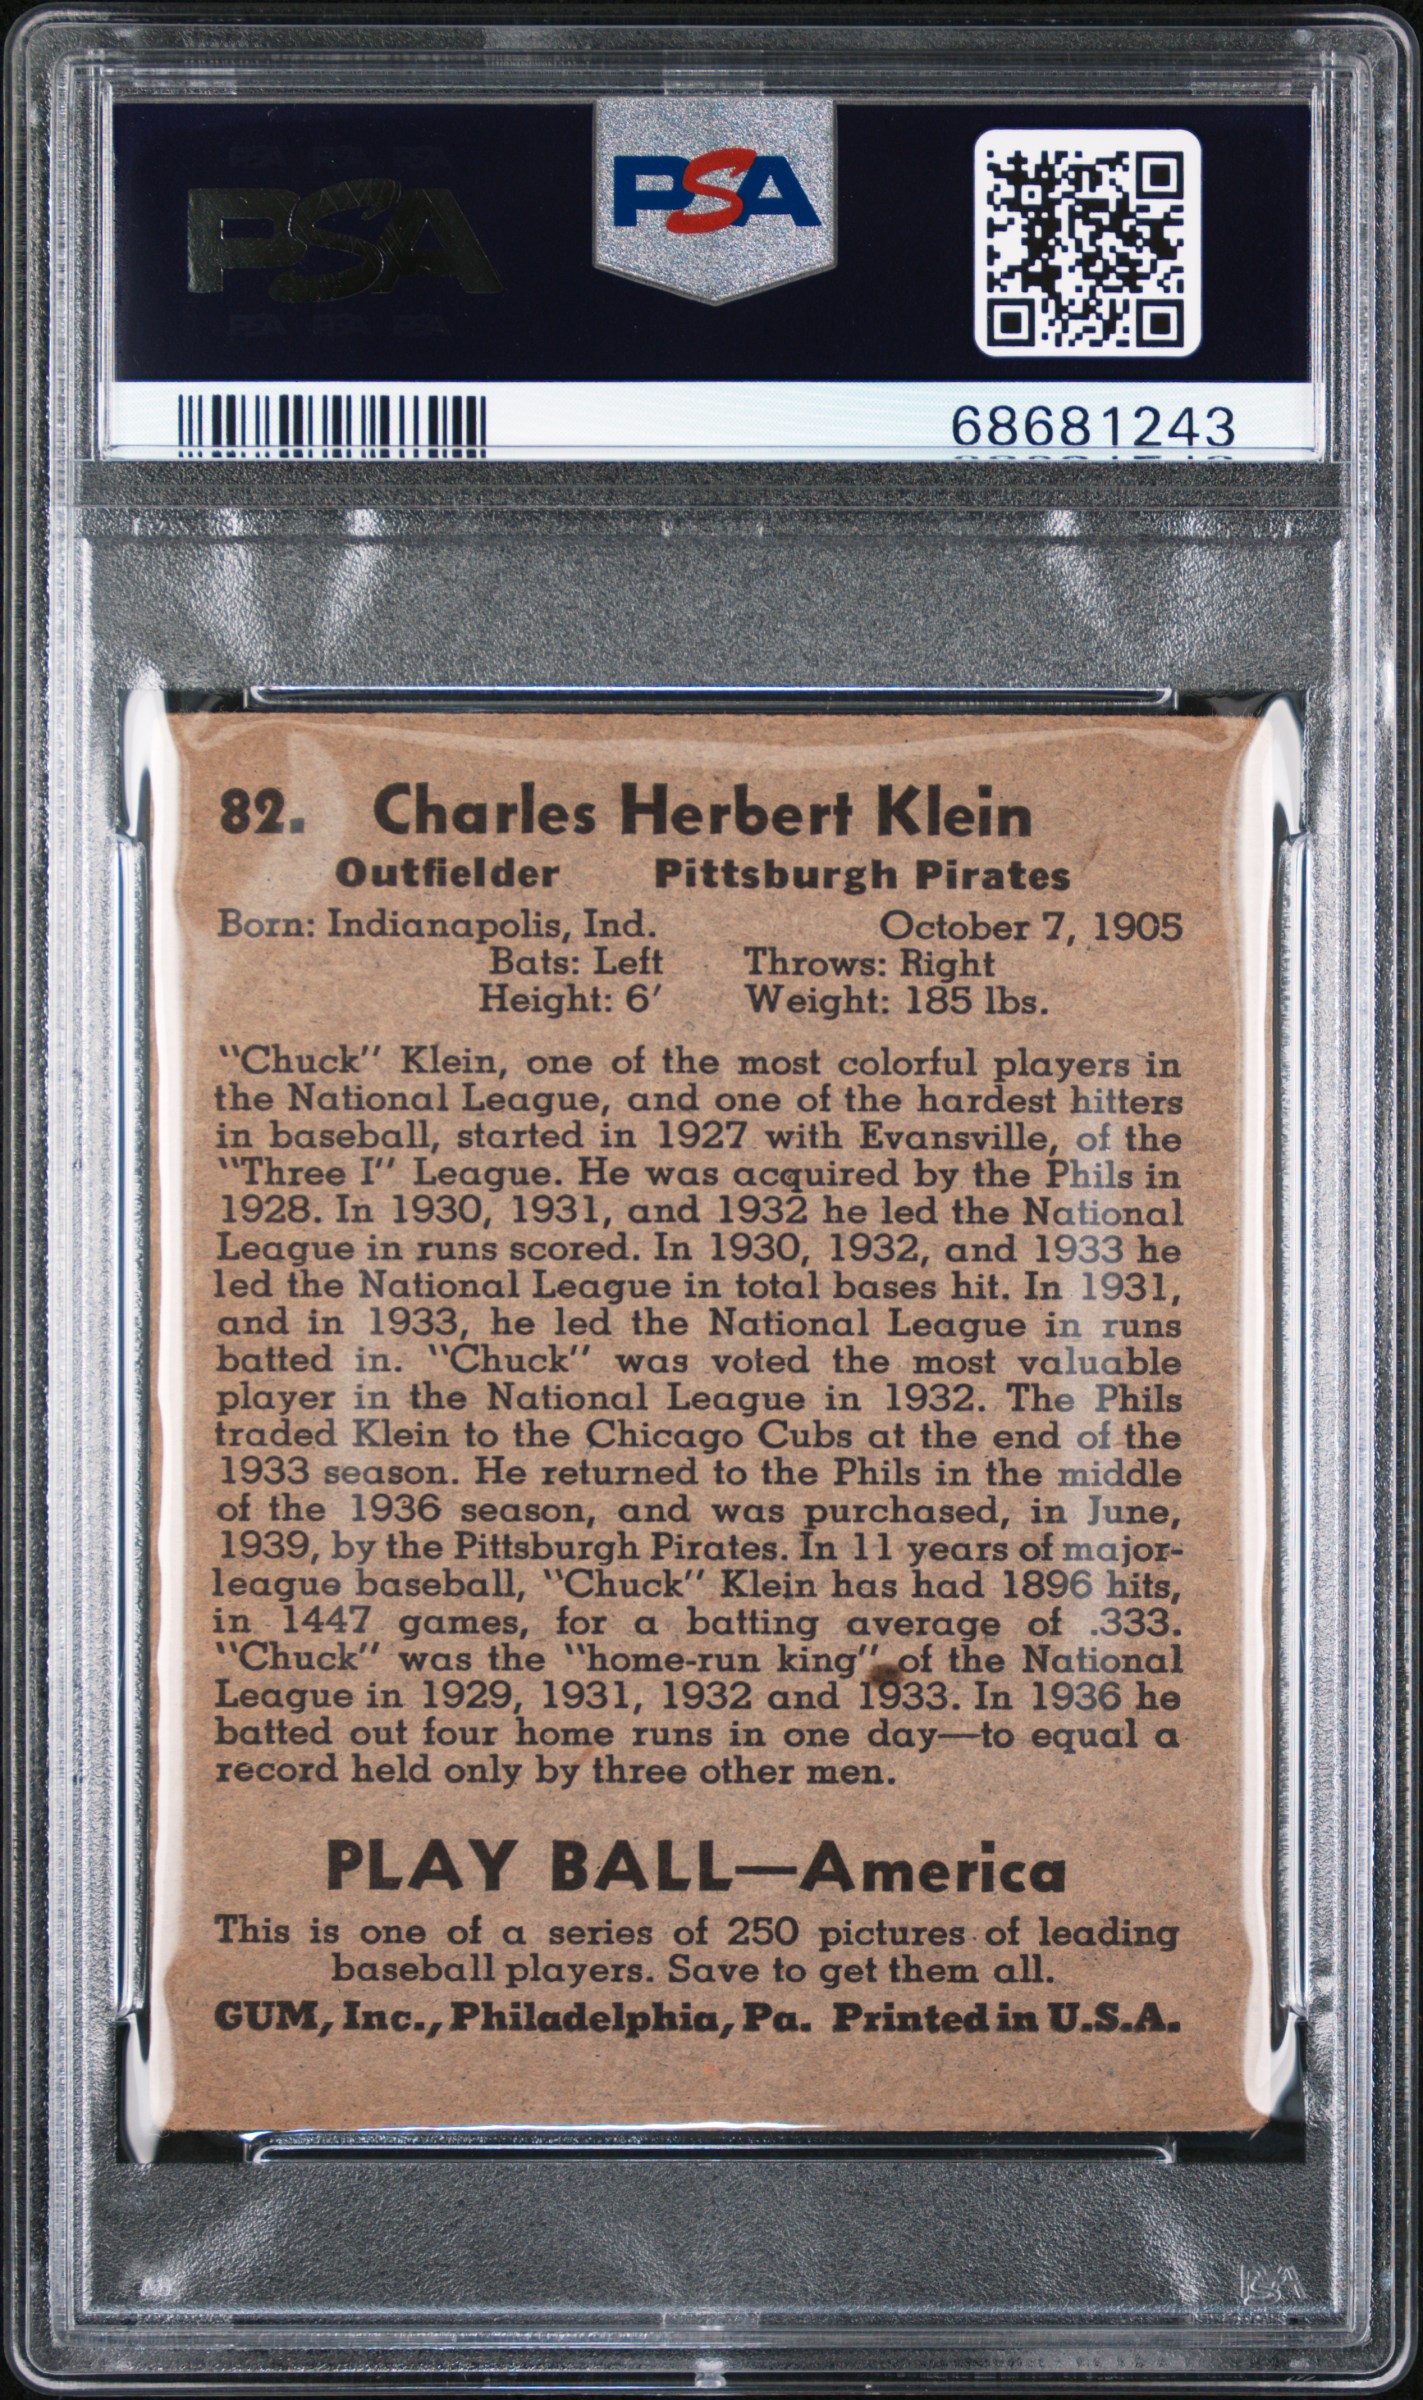 PSA
PSA
68681243
82. Charles Herbert Klein
Outfielder Pittsburgh Pirates
Born: Indianapolis, Ind. October 7, 1905
Bats: Left Throws: Right
Height: 6′ Weight: 185 lbs.
"Chuck" Klein, one of the most colorful players in
the National League, and one of the hardest hitters
in baseball, started in 1927 with Evansville, of the
"Three I" League. He was acquired by the Phils in
1928. In 1930, 1931, and 1932 he led the National
League in runs scored. In 1930, 1932, and 1933 he
led the National League in total bases hit. In 1931,
and in 1933, he led the National League in runs
batted in. "Chuck" was voted the most valuable
player in the National League in 1932. The Phils
traded Klein to the Chicago Cubs at the end of the
1933 season. He returned to the Phils in the middle
of the 1936 season, and was purchased, in June,
1939, by the Pittsburgh Pirates. In 11 years of major-
league baseball, "Chuck" Klein has had 1896 hits,
in 1447 games, for a batting average of .333.
"Chuck" was the "home-run king" of the National
League in 1929, 1931, 1932 and 1933. In 1936 he
batted out four home runs in one day—to equal a
record held only by three other men.
PLAY BALL—America
This is one of a series of 250 pictures of leading
baseball players. Save to get them all.
GUM, Inc., Philadelphia, Pa. Printed in U.S.A.
PSA